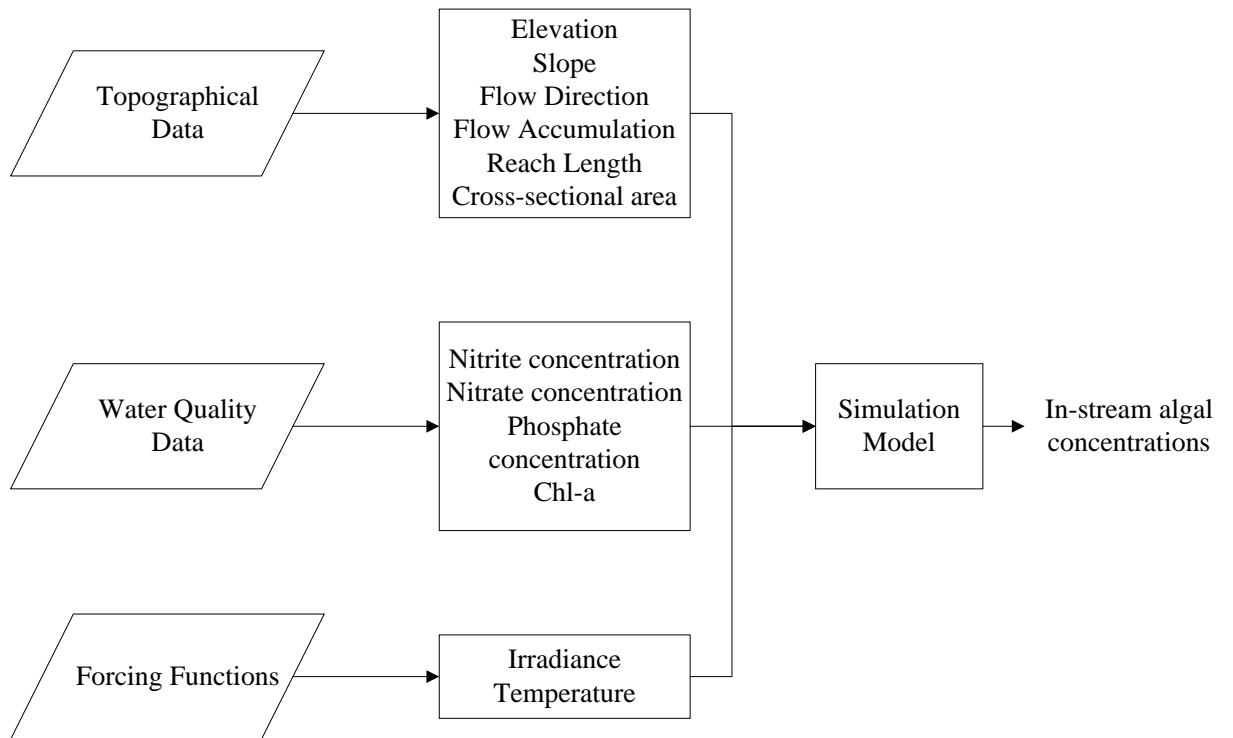 Topographical
Data
Elevation
Slope
Flow Direction
Flow Accumulation
Reach Length
Cross-sectional area
Water Quality
Data
Nitrite concentration
Nitrate concentration
Phosphate
concentration
Chl-a
Simulation
Model
In-stream algal
concentrations
Forcing Functions
Irradiance
Temperature